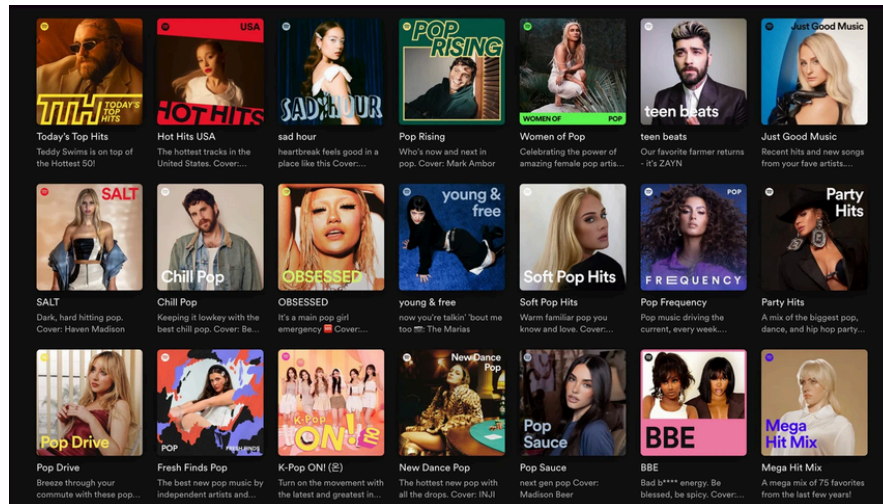 TTH TODAY'S TOP HITS
USA
HOT HITS
SAD HOUR
POP RISING
WOMEN OF POP
teen beats
Just Good Music
Today's Top Hits
Hot Hits USA
sad hour
Pop Rising
Women of Pop
teen beats
Just Good Music
Teddy Swims is on top of
the Hottest 50!
The hottest tracks in the
United States. Cover:...
heartbreak feels good in a
place like this Cover:...
Who's now and next in
pop. Cover: Mark Ambor
Celebrating the power of
amazing female pop artis...
Our favorite farmer returns
- it's ZAYN
Recent hits and new songs
from your fave artists....
SALT
Chill Pop
OBSESSED
young &
free
Soft Pop Hits
POP
FREQUENCY
Party
Hits
SALT
Chill Pop
OBSESSED
young & free
Soft Pop Hits
Pop Frequency
Party Hits
Dark, hard hitting pop.
Cover: Haven Madison
Keeping it lowkey with the
best chill pop. Cover: Be...
It's a main pop girl
emergency 🆘 Cover:...
now you're talkin' 'bout me
too 📼: The Marias
Warm familiar pop you
know and love. Cover:...
Pop music driving the
current, every week....
A mix of the biggest pop,
dance, and hip hop party...
Pop Drive
POP
FRESH FINDS
K-POP
ON! 이거
New Dance
Pop
Pop
Sauce
BBE
Mega
Hit Mix
Pop Drive
Fresh Finds Pop
K-Pop ON! (온)
New Dance Pop
Pop Sauce
BBE
Mega Hit Mix
Breeze through your
commute with these pop...
The best new pop music by
independent artists and...
Turn on the movement with
the latest and greatest in...
The hottest new pop with
all the drops. Cover: INJI
next gen pop Cover:
Madison Beer
Bad b**** energy. Be
blessed, be spicy. Cover:...
A mega mix of 75 favorites
from the last few years!